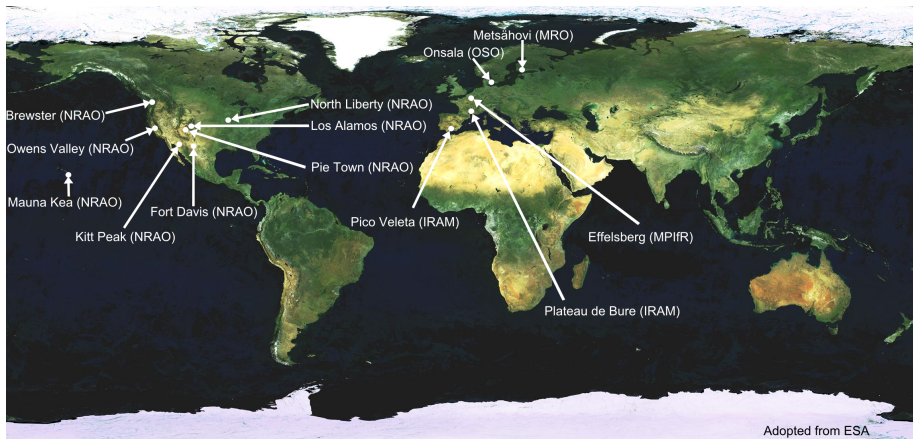 Metsähovi (MRO)
Onsala (OSO)
Brewster (NRAO)
North Liberty (NRAO)
Los Alamos (NRAO)
Owens Valley (NRAO)
Pie Town (NRAO)
Mauna Kea (NRAO)
Fort Davis (NRAO)
Pico Veleta (IRAM)
Kitt Peak (NRAO)
Effelsberg (MPIfR)
Plateau de Bure (IRAM)
Adopted from ESA